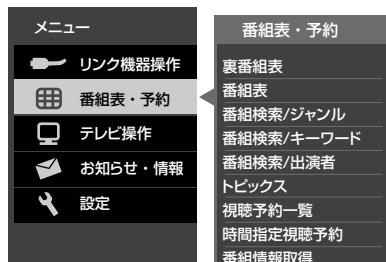 メニュー
リンク機器操作
番組表・予約
テレビ操作
お知らせ・情報
設定
番組表・予約
裏番組表
番組表
番組検索/ジャンル
番組検索/キーワード
番組検索/出演者
トピックス
視聴予約一覧
時間指定視聴予約
番組情報取得